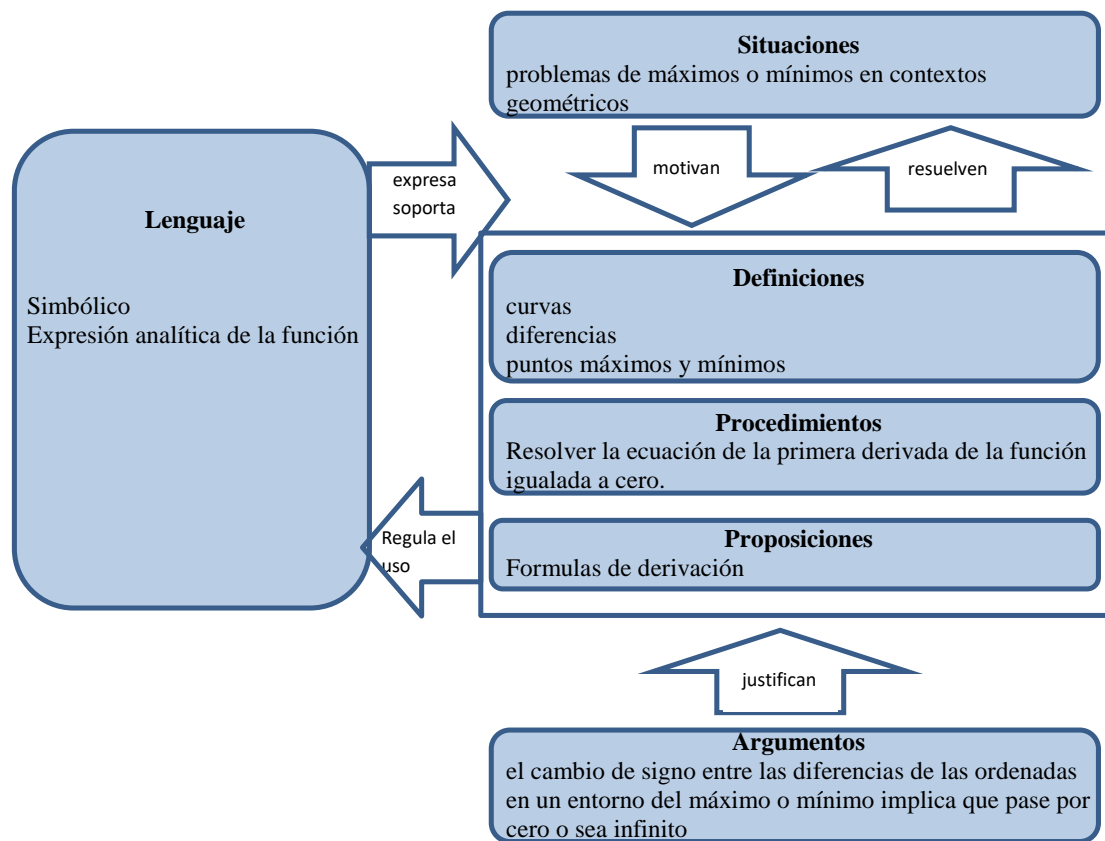 Situaciones
problemas de máximos o mínimos en contextos
geométricos
motivan
resuelven
expresa
soporta
Lenguaje
Simbólico
Expresión analítica de la función
Definiciones
curvas
diferencias
puntos máximos y mínimos
Procedimientos
Resolver la ecuación de la primera derivada de la función
igualada a cero.
Regula el
uso
Proposiciones
Formulas de derivación
justifican
Argumentos
el cambio de signo entre las diferencias de las ordenadas
en un entorno del máximo o mínimo implica que pase por
cero o sea infinito